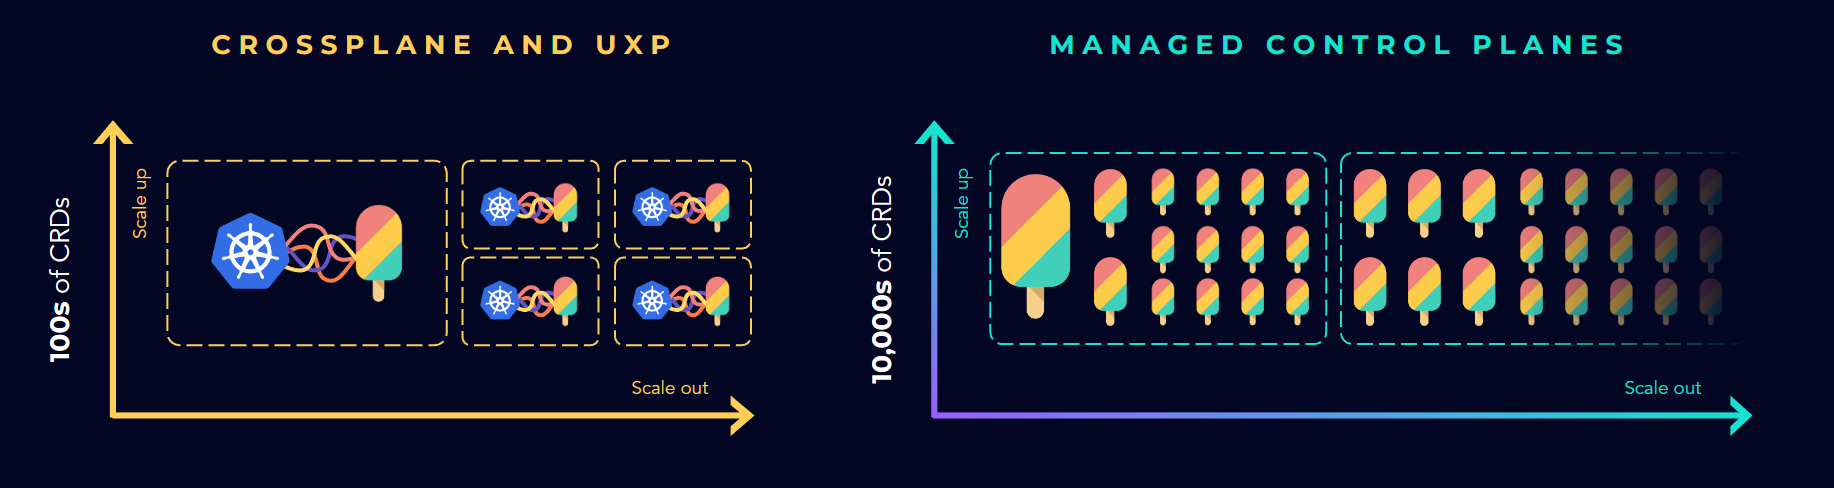 CROSSPLANE AND UXP
100s of CRDs
Scale up
Scale out
MANAGED CONTROL PLANES
10,000s of CRDs
Scale up
Scale out